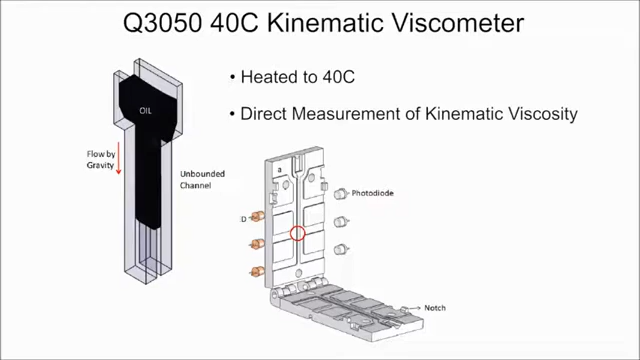 Q3050 40C Kinematic Viscometer
• Heated to 40C
• Direct Measurement of Kinematic Viscosity
OIL
Flow by
Gravity
Unbounded
Channel
a
Photodiode
D
Notch